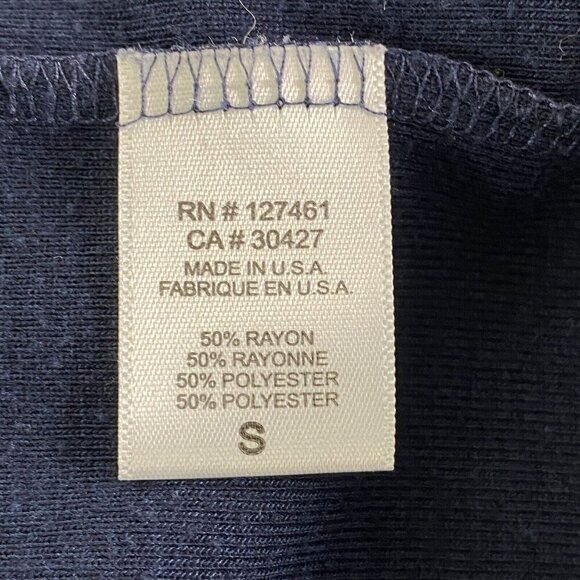 RN # 127461
CA # 30427
MADE IN U.S.A.
FABRIQUE EN U.S.A.
50% RAYON
50% RAYONNE
50% POLYESTER
50% POLYESTER
S